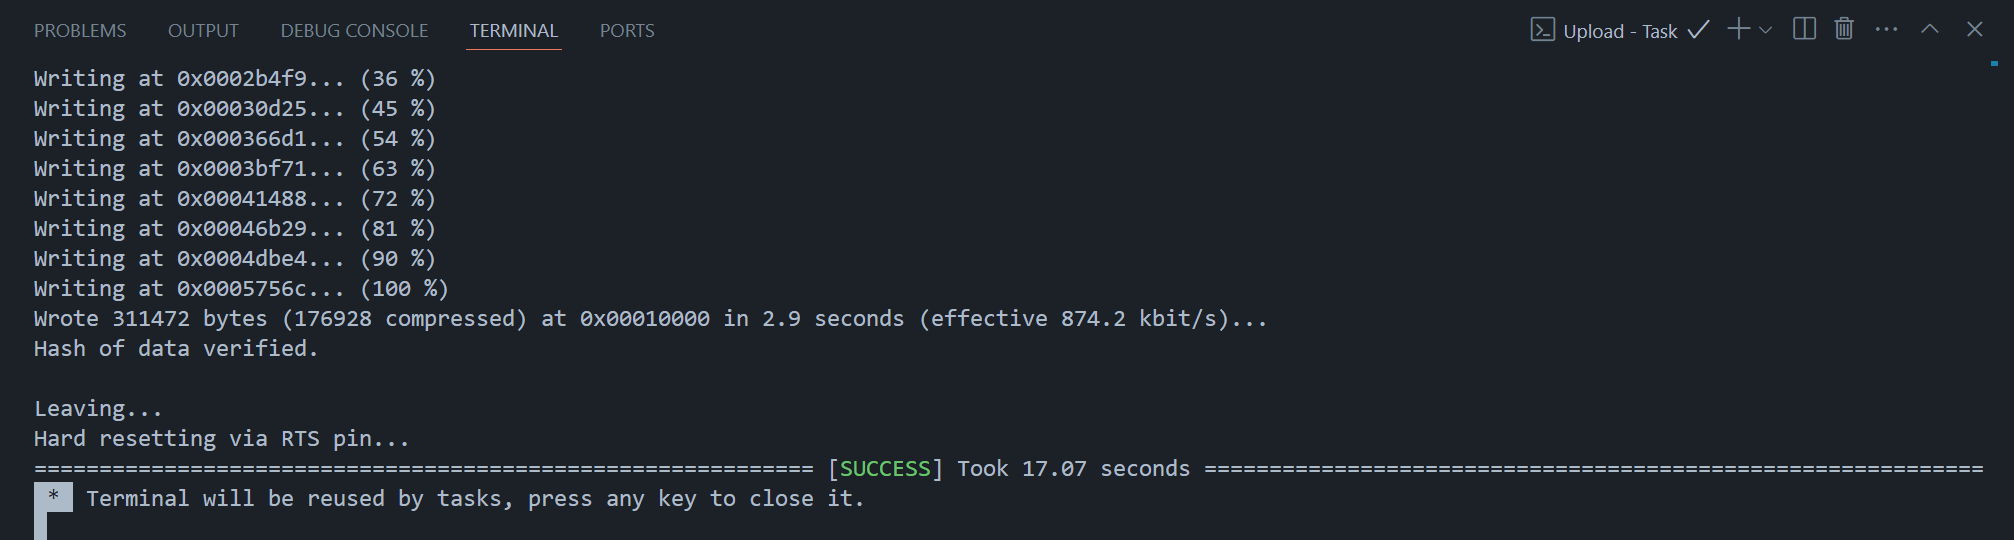 PROBLEMS OUTPUT DEBUG CONSOLE TERMINAL PORTS Upload - Task
Writing at 0x0002b4f9... (36 %)
Writing at 0x00030d25... (45 %)
Writing at 0x000366d1... (54 %)
Writing at 0x0003bf71... (63 %)
Writing at 0x00041488... (72 %)
Writing at 0x00046b29... (81 %)
Writing at 0x0004dbe4... (90 %)
Writing at 0x0005756c... (100 %)
Wrote 311472 bytes (176928 compressed) at 0x00010000 in 2.9 seconds (effective 874.2 kbit/s)...
Hash of data verified.
Leaving...
Hard resetting via RTS pin...
============================================================ [SUCCESS] Took 17.07 seconds ============================================================
* Terminal will be reused by tasks, press any key to close it.